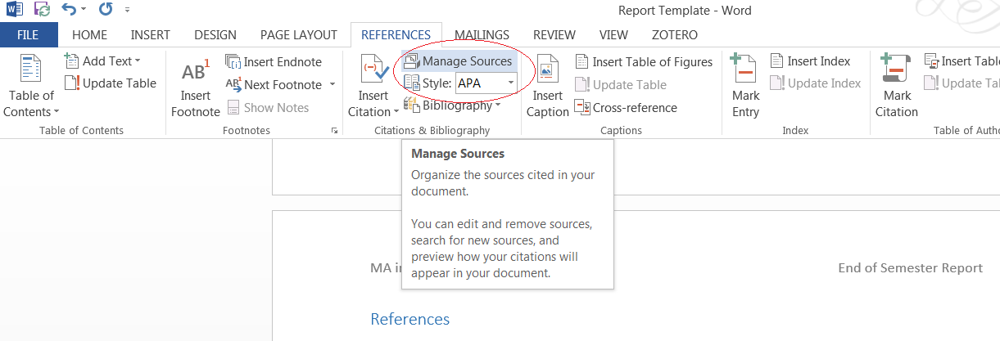 Report Template - Word
FILE HOME INSERT DESIGN PAGE LAYOUT REFERENCES MAILINGS REVIEW VIEW ZOTERO
Table of
Contents
Add Text
Update Table
Table of Contents
AB1
Insert
Footnote
Insert Endnote
AB1 Next Footnote
Show Notes
Footnotes
Insert
Citation
Manage Sources
Style: APA
Bibliography
Citations & Bibliography
Insert
Caption
Insert Table of Figures
Update Table
Cross-reference
Captions
Mark
Entry
Insert Index
Update Index
Index
Mark
Citation
Insert
Update
Table of
Manage Sources
Organize the sources cited in your
document.
You can edit and remove sources,
search for new sources, and
preview how your citations will
appear in your document.
MA
End of Semester Report
References